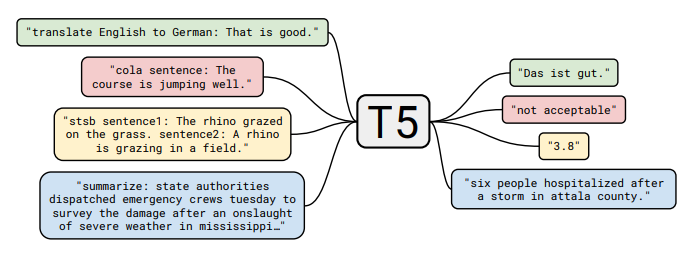 "translate English to German: That is good."
"cola sentence: The
course is jumping well."
"stsb sentence1: The rhino grazed
on the grass. sentence2: A rhino
is grazing in a field."
"summarize: state authorities
dispatched emergency crews tuesday to
survey the damage after an onslaught
of severe weather in mississippi…"
T5
"Das ist gut."
"not acceptable"
"3.8"
"six people hospitalized after
a storm in attala county."